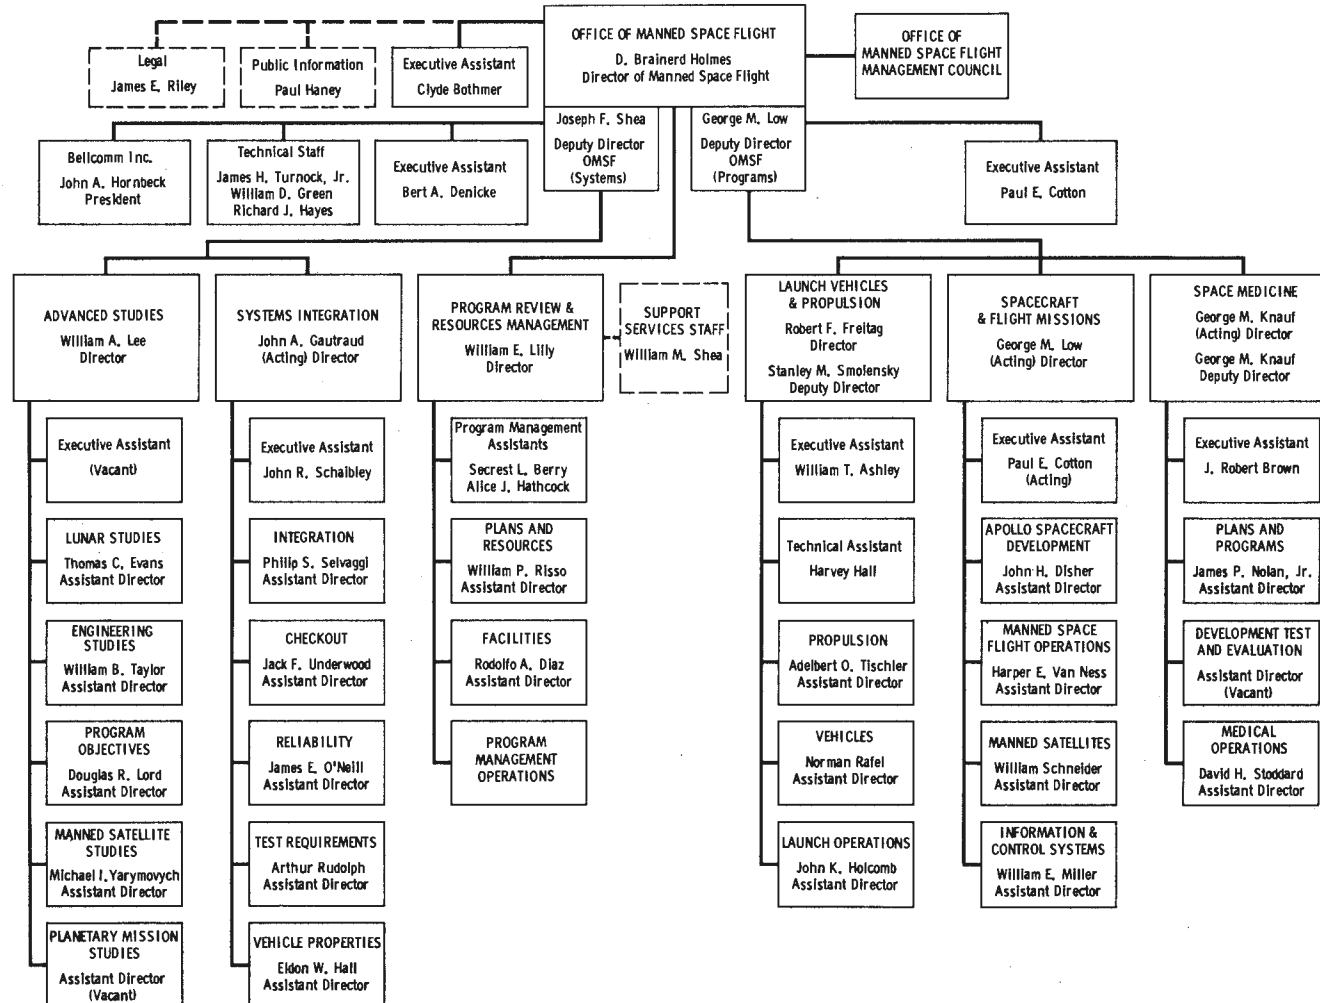 OFFICE OF MANNED SPACE FLIGHT
D. Brainerd Holmes
Director of Manned Space Flight
OFFICE OF
MANNED SPACE FLIGHT
MANAGEMENT COUNCIL
Legal
James E. Riley
Public Information
Paul Haney
Executive Assistant
Clyde Bothmer
Joseph F. Shea
Deputy Director
OMSF
(Systems)
George M. Low
Deputy Director
OMSF
(Programs)
Bellcomm Inc.
John A. Hornbeck
President
Technical Staff
James H. Turnock, Jr.
William D. Green
Richard J. Hayes
Executive Assistant
Bert A. Denicke
Executive Assistant
Paul E. Cotton
ADVANCED STUDIES
William A. Lee
Director
SYSTEMS INTEGRATION
John A. Gautraud
(Acting) Director
PROGRAM REVIEW &
RESOURCES MANAGEMENT
William E. Lilly
Director
SUPPORT
SERVICES STAFF
William M. Shea
LAUNCH VEHICLES
& PROPULSION
Robert F. Freitag
Director
Stanley M. Smolensky
Deputy Director
SPACECRAFT
& FLIGHT MISSIONS
George M. Low
(Acting) Director
SPACE MEDICINE
George M. Knauf
(Acting) Director
George M. Knauf
Deputy Director
Executive Assistant
(Vacant)
LUNAR STUDIES
Thomas C. Evans
Assistant Director
ENGINEERING
STUDIES
William B. Taylor
Assistant Director
PROGRAM
OBJECTIVES
Douglas R. Lord
Assistant Director
MANNED SATELLITE
STUDIES
Michael I. Yarymovych
Assistant Director
PLANETARY MISSION
STUDIES
Assistant Director
(Vacant)
Executive Assistant
John R. Schaibley
INTEGRATION
Philip S. Selvaggi
Assistant Director
CHECKOUT
Jack F. Underwood
Assistant Director
RELIABILITY
James E. O'Neill
Assistant Director
TEST REQUIREMENTS
Arthur Rudolph
Assistant Director
VEHICLE PROPERTIES
Eldon W. Hall
Assistant Director
Program Management
Assistants
Secrest L. Berry
Alice J. Hathcock
PLANS AND
RESOURCES
William P. Risso
Assistant Director
FACILITIES
Rodolfo A. Diaz
Assistant Director
PROGRAM
MANAGEMENT
OPERATIONS
Executive Assistant
William T. Ashley
Technical Assistant
Harvey Hall
PROPULSION
Adelbert O. Tischler
Assistant Director
VEHICLES
Norman Rafel
Assistant Director
LAUNCH OPERATIONS
John K. Holcomb
Assistant Director
Executive Assistant
Paul E. Cotton
(Acting)
APOLLO SPACECRAFT
DEVELOPMENT
John H. Disher
Assistant Director
MANNED SPACE
FLIGHT OPERATIONS
Harper E. Van Ness
Assistant Director
MANNED SATELLITES
William Schneider
Assistant Director
INFORMATION &
CONTROL SYSTEMS
William E. Miller
Assistant Director
Executive Assistant
J. Robert Brown
PLANS AND
PROGRAMS
James P. Nolan, Jr.
Assistant Director
DEVELOPMENT TEST
AND EVALUATION
Assistant Director
(Vacant)
MEDICAL
OPERATIONS
David H. Stoddard
Assistant Director